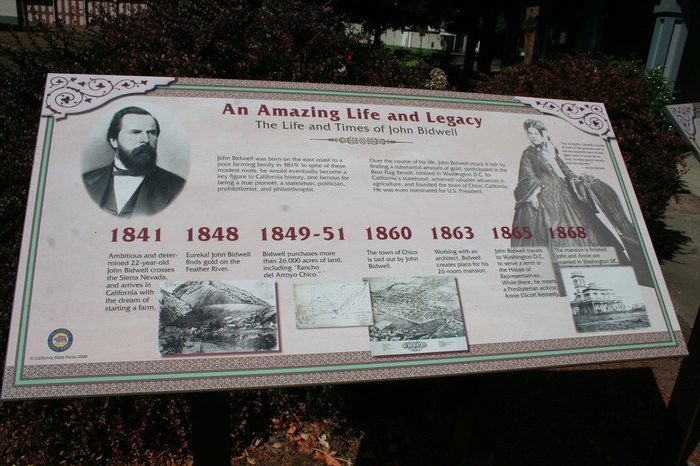 An Amazing Life and Legacy
The Life and Times of John Bidwell
John Bidwell was born on the east coast to a
poor farming family in 1819. In spite of these
modest roots, he would eventually become a
key figure in California history, one famous for
being a true pioneer, a statesman, politician,
prohibitionist, and philanthropist.
Over the course of his life, John struck it rich by
finding a substantial amount of gold, participated in the
Bear Flag Revolt, lobbied in Washington D.C. for
California's statehood, achieved valuable advances in
agriculture, and founded the town of Chico, California.
He was even nominated for U.S. President.
1841
Ambitious and deter-
mined 22-year-old
John Bidwell crosses
the Sierra Nevada,
and arrives in
California with
the dream of
starting a farm.
1848
Eureka! John Bidwell
finds gold on the
Feather River.
1849-51
Bidwell purchases more
than 26,000 acres of land,
including "Rancho
del Arroyo Chico."
1860
The town of Chico
is laid out by John
Bidwell.
1863
Working with an
architect, Bidwell
creates plans for his
26-room mansion.
1865
John Bidwell travels
to Washington D.C.
to serve a term in
the House of
Representatives.
While there, he meets
a Presbyterian activist,
Annie Ellicott Kennedy.
1868
The mansion is finished.
John and Annie are
married in Washington DC.
CHICO
© California State Parks 2008